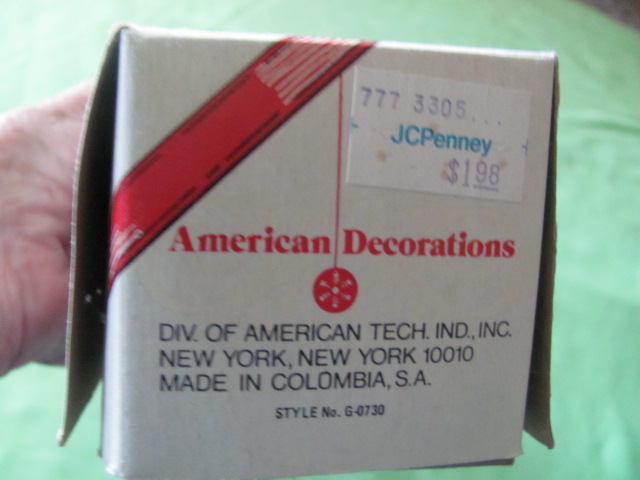 777 3305...
JCPenney
$1.98
American Decorations
DIV. OF AMERICAN TECH. IND., INC.
NEW YORK, NEW YORK 10010
MADE IN COLOMBIA, S.A.
STYLE No. G-0730